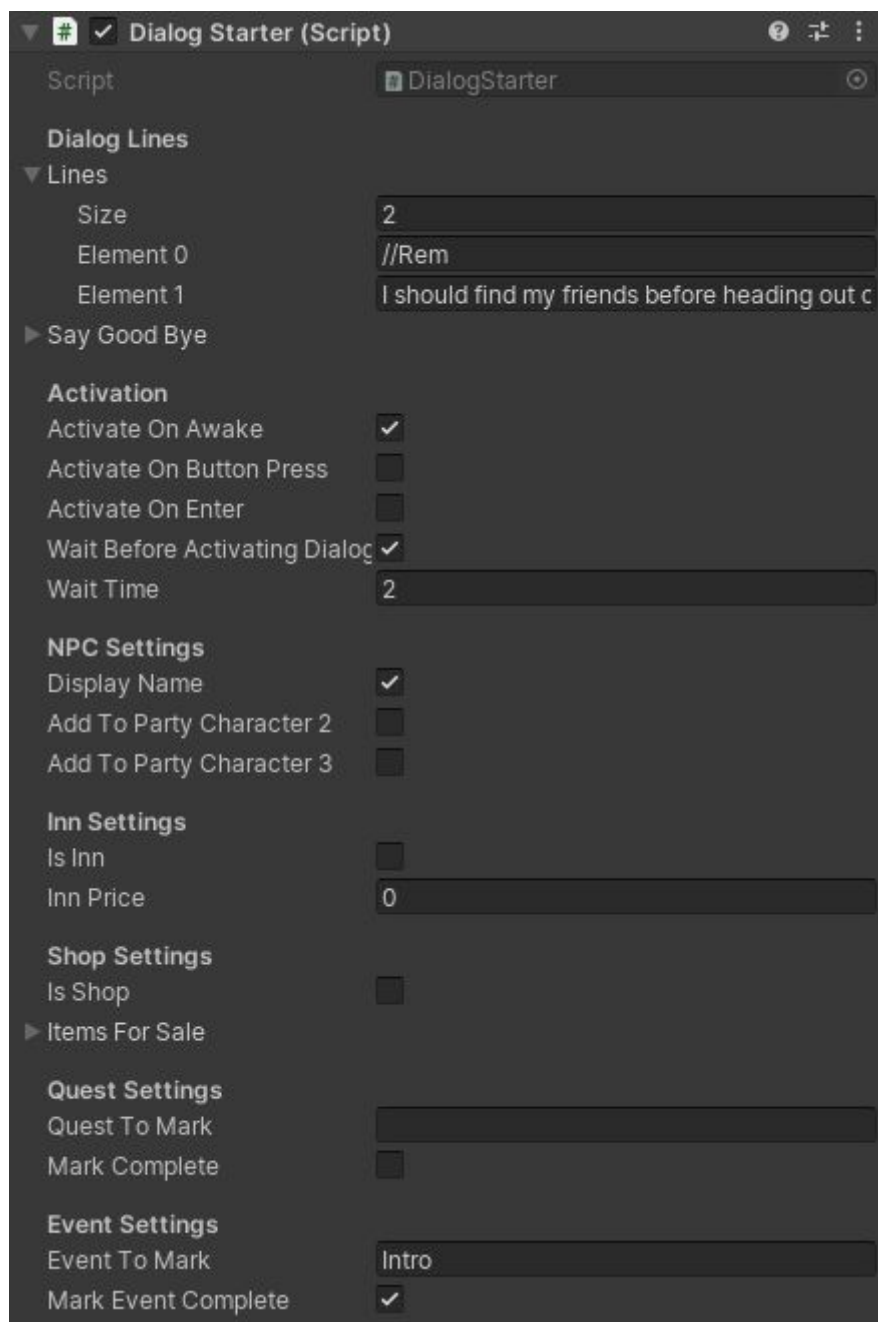 Dialog Starter (Script)
Script DialogStarter
Dialog Lines
Lines
Size 2
Element 0 //Rem
Element 1 I should find my friends before heading out
Say Good Bye
Activation
Activate On Awake
Activate On Button Press
Activate On Enter
Wait Before Activating Dialog
Wait Time 2
NPC Settings
Display Name
Add To Party Character 2
Add To Party Character 3
Inn Settings
Is Inn
Inn Price 0
Shop Settings
Is Shop
Items For Sale
Quest Settings
Quest To Mark
Mark Complete
Event Settings
Event To Mark Intro
Mark Event Complete